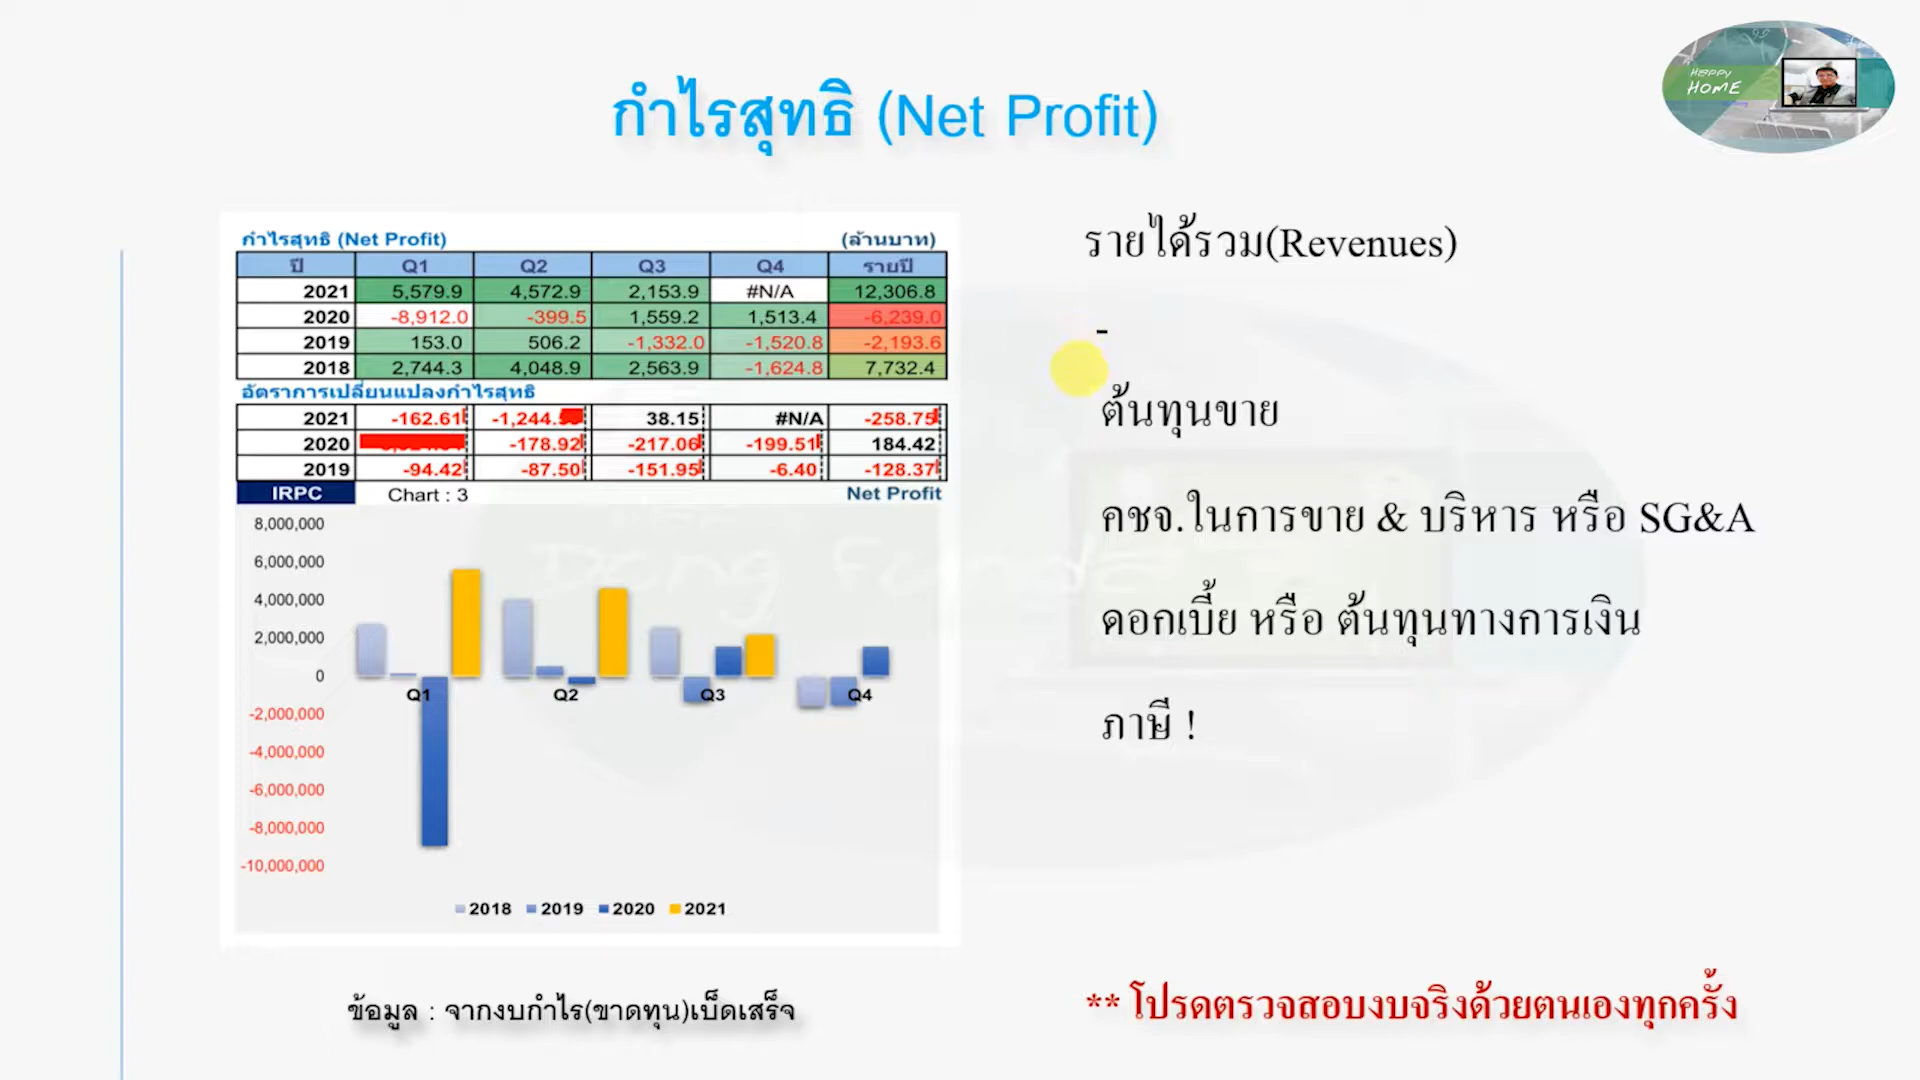 Happy
HOME
กำไรสุทธิ (Net Profit)
กำไรสุทธิ (Net Profit) (ล้านบาท)
ปี Q1 Q2 Q3 Q4 รายปี
2021 5,579.9 4,572.9 2,153.9 #N/A 12,306.8
2020 -8,912.0 -399.5 1,559.2 1,513.4 -6,239.0
2019 153.0 506.2 -1,332.0 -1,520.8 -2,193.6
2018 2,744.3 4,048.9 2,563.9 -1,624.8 7,732.4
อัตราการเปลี่ยนแปลงกำไรสุทธิ
2021 -162.61 -1,244. 38.15 #N/A -258.75
2020 -178.92 -217.06 -199.51 184.42
2019 -94.42 -87.50 -151.95 -6.40 -128.37
IRPC Chart : 3 Net Profit
8,000,000
6,000,000
4,000,000
2,000,000
0
-2,000,000
-4,000,000
-6,000,000
-8,000,000
-10,000,000
Q1 Q2 Q3 Q4
2018 2019 2020 2021
ข้อมูล : จากงบกำไร(ขาดทุน)เบ็ดเสร็จ
รายได้รวม(Revenues)
-
ต้นทุนขาย
คชจ.ในการขาย & บริหาร หรือ SG&A
ดอกเบี้ย หรือ ต้นทุนทางการเงิน
ภาษี !
** โปรดตรวจสอบงบจริงด้วยตนเองทุกครั้ง